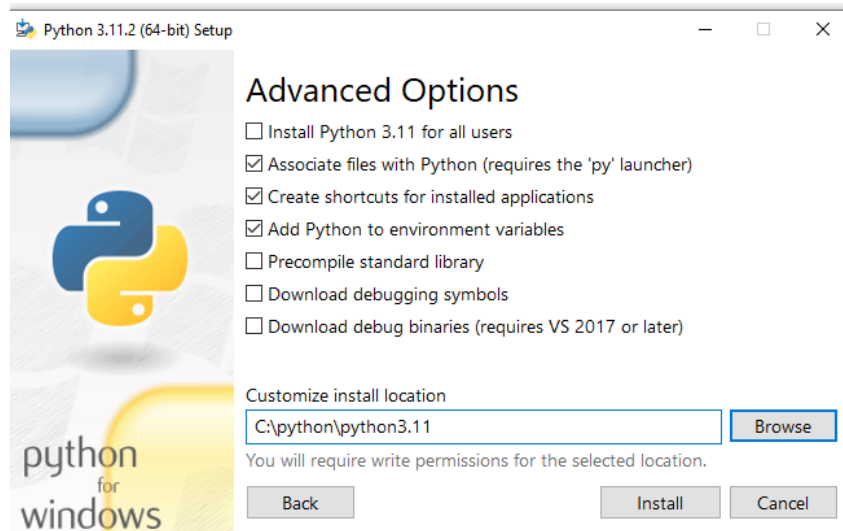 Python 3.11.2 (64-bit) Setup
Advanced Options
Install Python 3.11 for all users
Associate files with Python (requires the 'py' launcher)
Create shortcuts for installed applications
Add Python to environment variables
Precompile standard library
Download debugging symbols
Download debug binaries (requires VS 2017 or later)
Customize install location
C:\python\python3.11
Browse
You will require write permissions for the selected location.
python
for
windows
Back
Install
Cancel